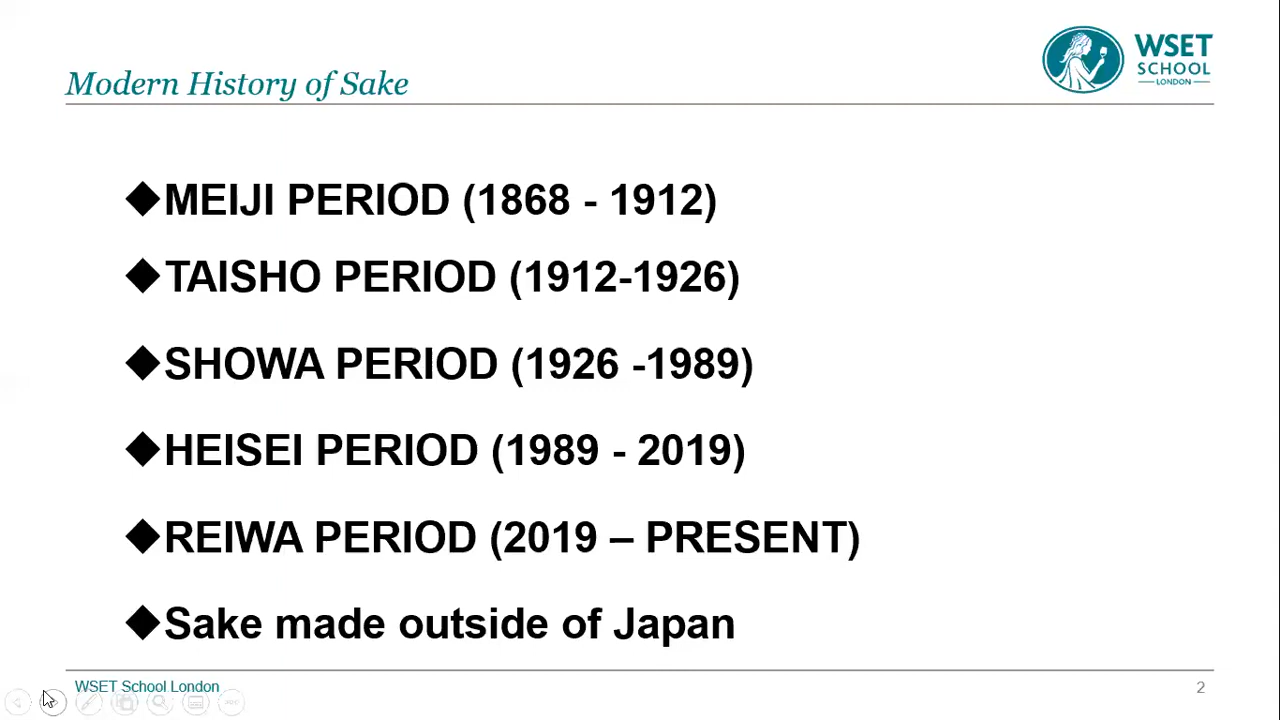 Modern History of Sake
WSET
SCHOOL
LONDON
◆MEIJI PERIOD (1868 - 1912)
◆TAISHO PERIOD (1912-1926)
◆SHOWA PERIOD (1926 -1989)
◆HEISEI PERIOD (1989 - 2019)
◆REIWA PERIOD (2019 – PRESENT)
◆Sake made outside of Japan
WSET School London
2